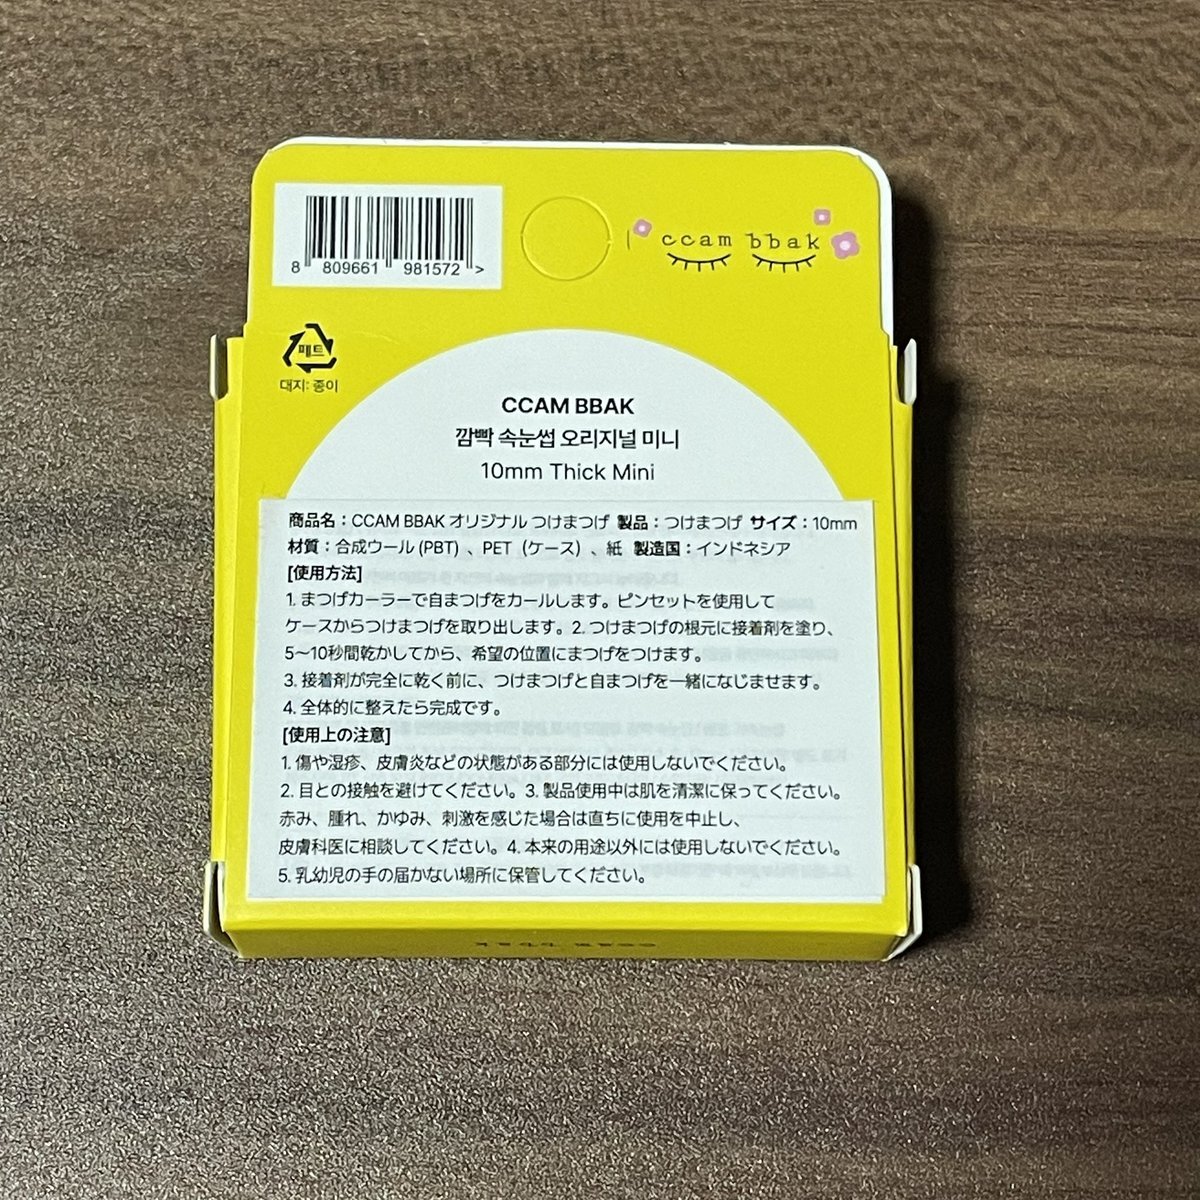 8 809661 981572 >
ccam bbak
페트
대지: 종이
CCAM BBAK
깜빡 속눈썹 오리지널 미니
10mm Thick Mini
商品名：CCAM BBAK オリジナル つけまつげ 製品：つけまつげ サイズ：10mm
材質：合成ウール (PBT) 、PET（ケース）、紙 製造国：インドネシア
[使用方法]
1. まつげカーラーで自まつげをカールします。ピンセットを使用して
ケースからつけまつげを取り出します。2. つけまつげの根元に接着剤を塗り、
5〜10秒間乾かしてから、希望の位置にまつげをつけます。
3. 接着剤が完全に乾く前に、つけまつげと自まつげを一緒になじませます。
4. 全体的に整えたら完成です。
[使用上の注意]
1. 傷や湿疹、皮膚炎などの状態がある部分には使用しないでください。
2. 目との接触を避けてください。3. 製品使用中は肌を清潔に保ってください。
赤み、腫れ、かゆみ、刺激を感じた場合は直ちに使用を中止し、
皮膚科医に相談してください。4. 本来の用途以外には使用しないでください。
5. 乳幼児の手の届かない場所に保管してください。
ccam bbak